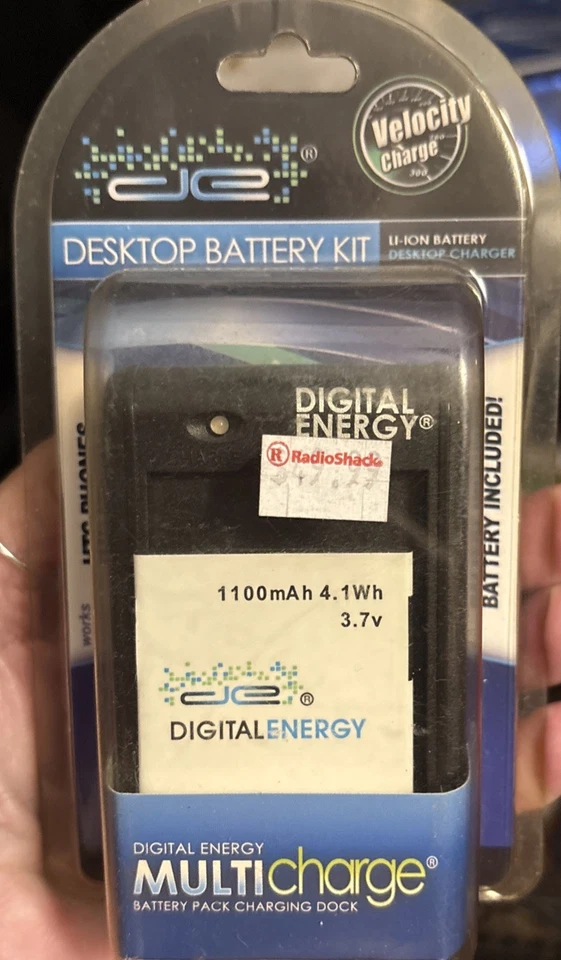 de®
Velocity
Charge
DESKTOP BATTERY KIT
LI-ION BATTERY
DESKTOP CHARGER
DIGITAL
ENERGY®
R RadioShack
works
HTC PHONES
BATTERY INCLUDED!
1100mAh 4.1Wh
3.7v
de®
DIGITALENERGY
DIGITAL ENERGY
MULTIcharge®
BATTERY PACK CHARGING DOCK